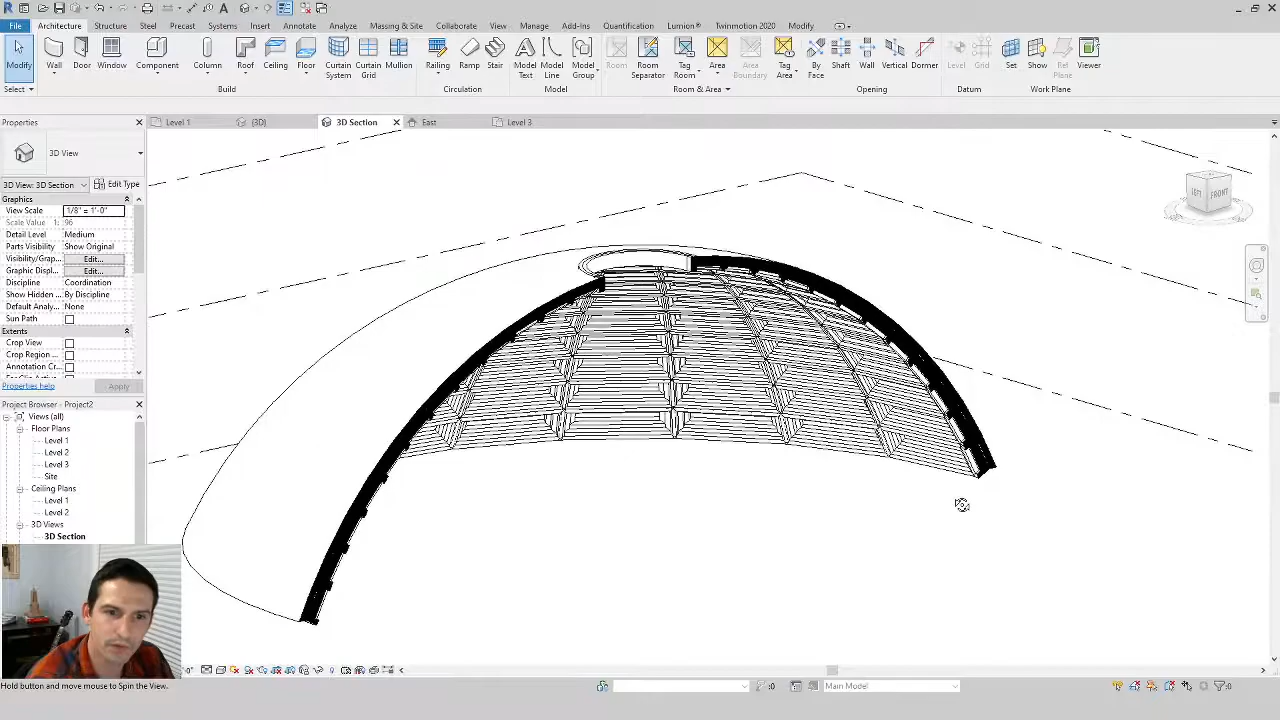 File Architecture Structure Steel Precast Systems Insert Annotate Analyze Massing & Site Collaborate View Manage Add-Ins Quantification Lumion® Twinmotion 2020 Modify
Modify Wall Door Window Component Column Roof Ceiling Floor Curtain System Curtain Grid Mullion Railing Ramp Stair Model Text Model Line Model Group Room Room Separator Tag Room Area Area Boundary Tag Area By Face Shaft Wall Vertical Dormer Level Grid Set Show Ref Plane Viewer
Select Build Circulation Model Room & Area Opening Datum Work Plane
Properties Level 1 {3D} 3D Section East Level 3
3D View
3D View: 3D Section Edit Type
Graphics
View Scale 1/8" = 1'-0"
Scale Value 1: 96
Detail Level Medium
Parts Visibility Show Original
Visibility/Grap... Edit...
Graphic Displ... Edit...
Discipline Coordination
Show Hidden ... By Discipline
Default Analy... None
Sun Path
Extents
Crop View
Crop Region ...
Annotation Cr...
Properties help Apply
Project Browser - Project2
Views (all)
Floor Plans
Level 1
Level 2
Level 3
Site
Ceiling Plans
Level 1
Level 2
3D Views
3D Section
LEFT FRONT
Hold button and move mouse to Spin the View.
:0 Main Model :0